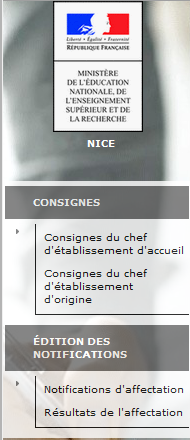 Liberté • Égalité • Fraternité
RÉPUBLIQUE FRANÇAISE
MINISTÈRE
DE L'ÉDUCATION
NATIONALE, DE
L'ENSEIGNEMENT
SUPÉRIEUR ET DE
LA RECHERCHE
NICE
CONSIGNES
Consignes du chef
d'établissement d'accueil
Consignes du chef
d'établissement
d'origine
ÉDITION DES
NOTIFICATIONS
Notifications d'affectation
Résultats de l'affectation